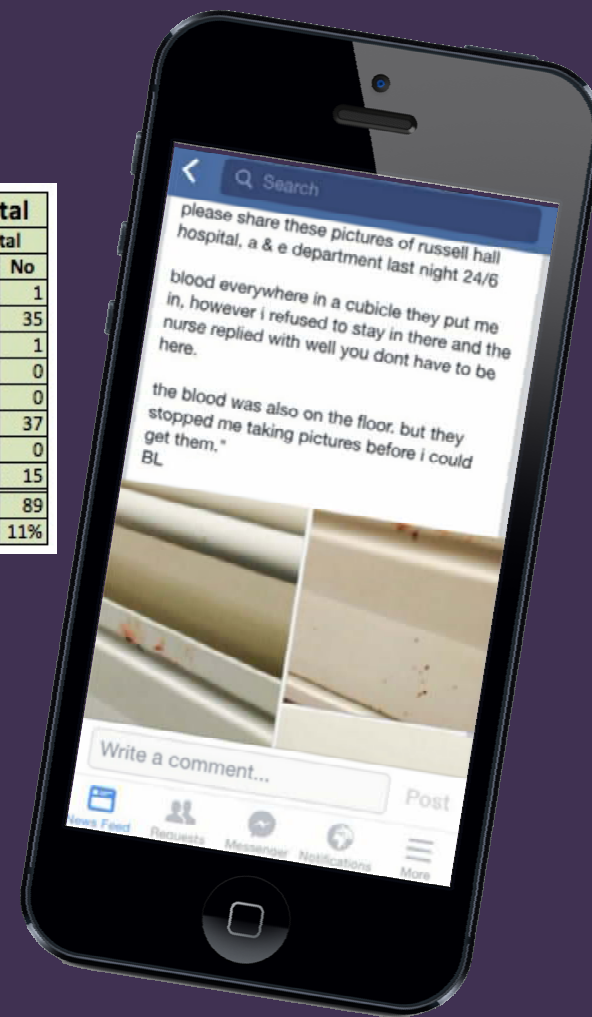 tal
tal
No
1
35
1
0
0
37
0
15
89
11%
Search
please share these pictures of russell hall
hospital, a & e department last night 24/6
blood everywhere in a cubicle they put me
in, however i refused to stay in there and the
nurse replied with well you dont have to be
here.
the blood was also on the floor. but they
stopped me taking pictures before i could
get them."
BL
Write a comment...
Post
News Feed
Requests
Messenger
Notifications
More